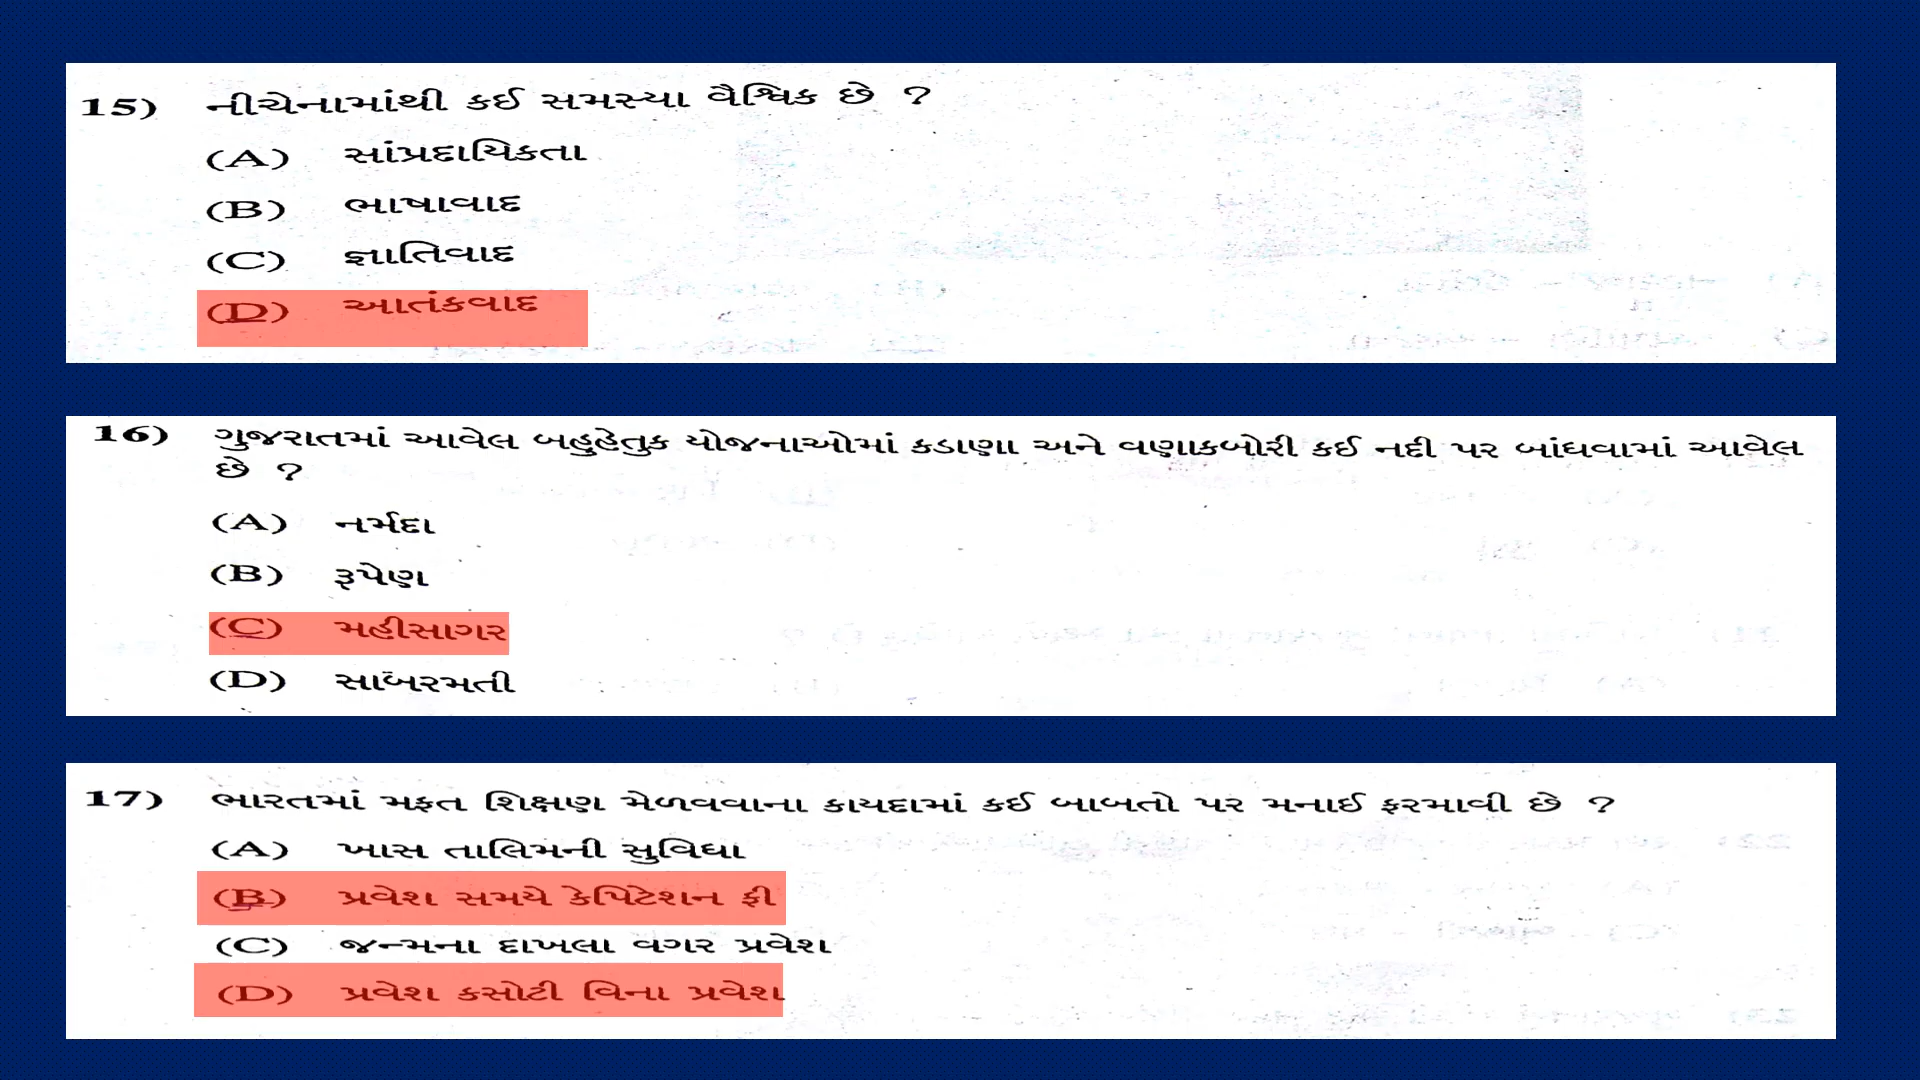 15) નીચેનામાંથી કઈ સમસ્યા વૈશ્વિક છે ?
(A) સાંપ્રદાયિકતા
(B) ભાષાવાદ
(C) જ્ઞાતિવાદ
(D) આતંકવાદ
16) ગુજરાતમાં આવેલ બહુહેતુક યોજનાઓમાં કડાણા અને વણાકબોરી કઈ નદી પર બાંધવામાં આવેલ
છે ?
(A) નર્મદા
(B) રૂપેણ
(C) મહીસાગર
(D) સાબરમતી
17) ભારતમાં મફત શિક્ષણ મેળવવાના કાયદામાં કઈ બાબતો પર મનાઈ ફરમાવી છે ?
(A) ખાસ તાલિમની સુવિધા
(B) પ્રવેશ સમયે કેપિટેશન ફી
(C) જન્મના દાખલા વગર પ્રવેશ
(D) પ્રવેશ કસોટી વિના પ્રવેશ